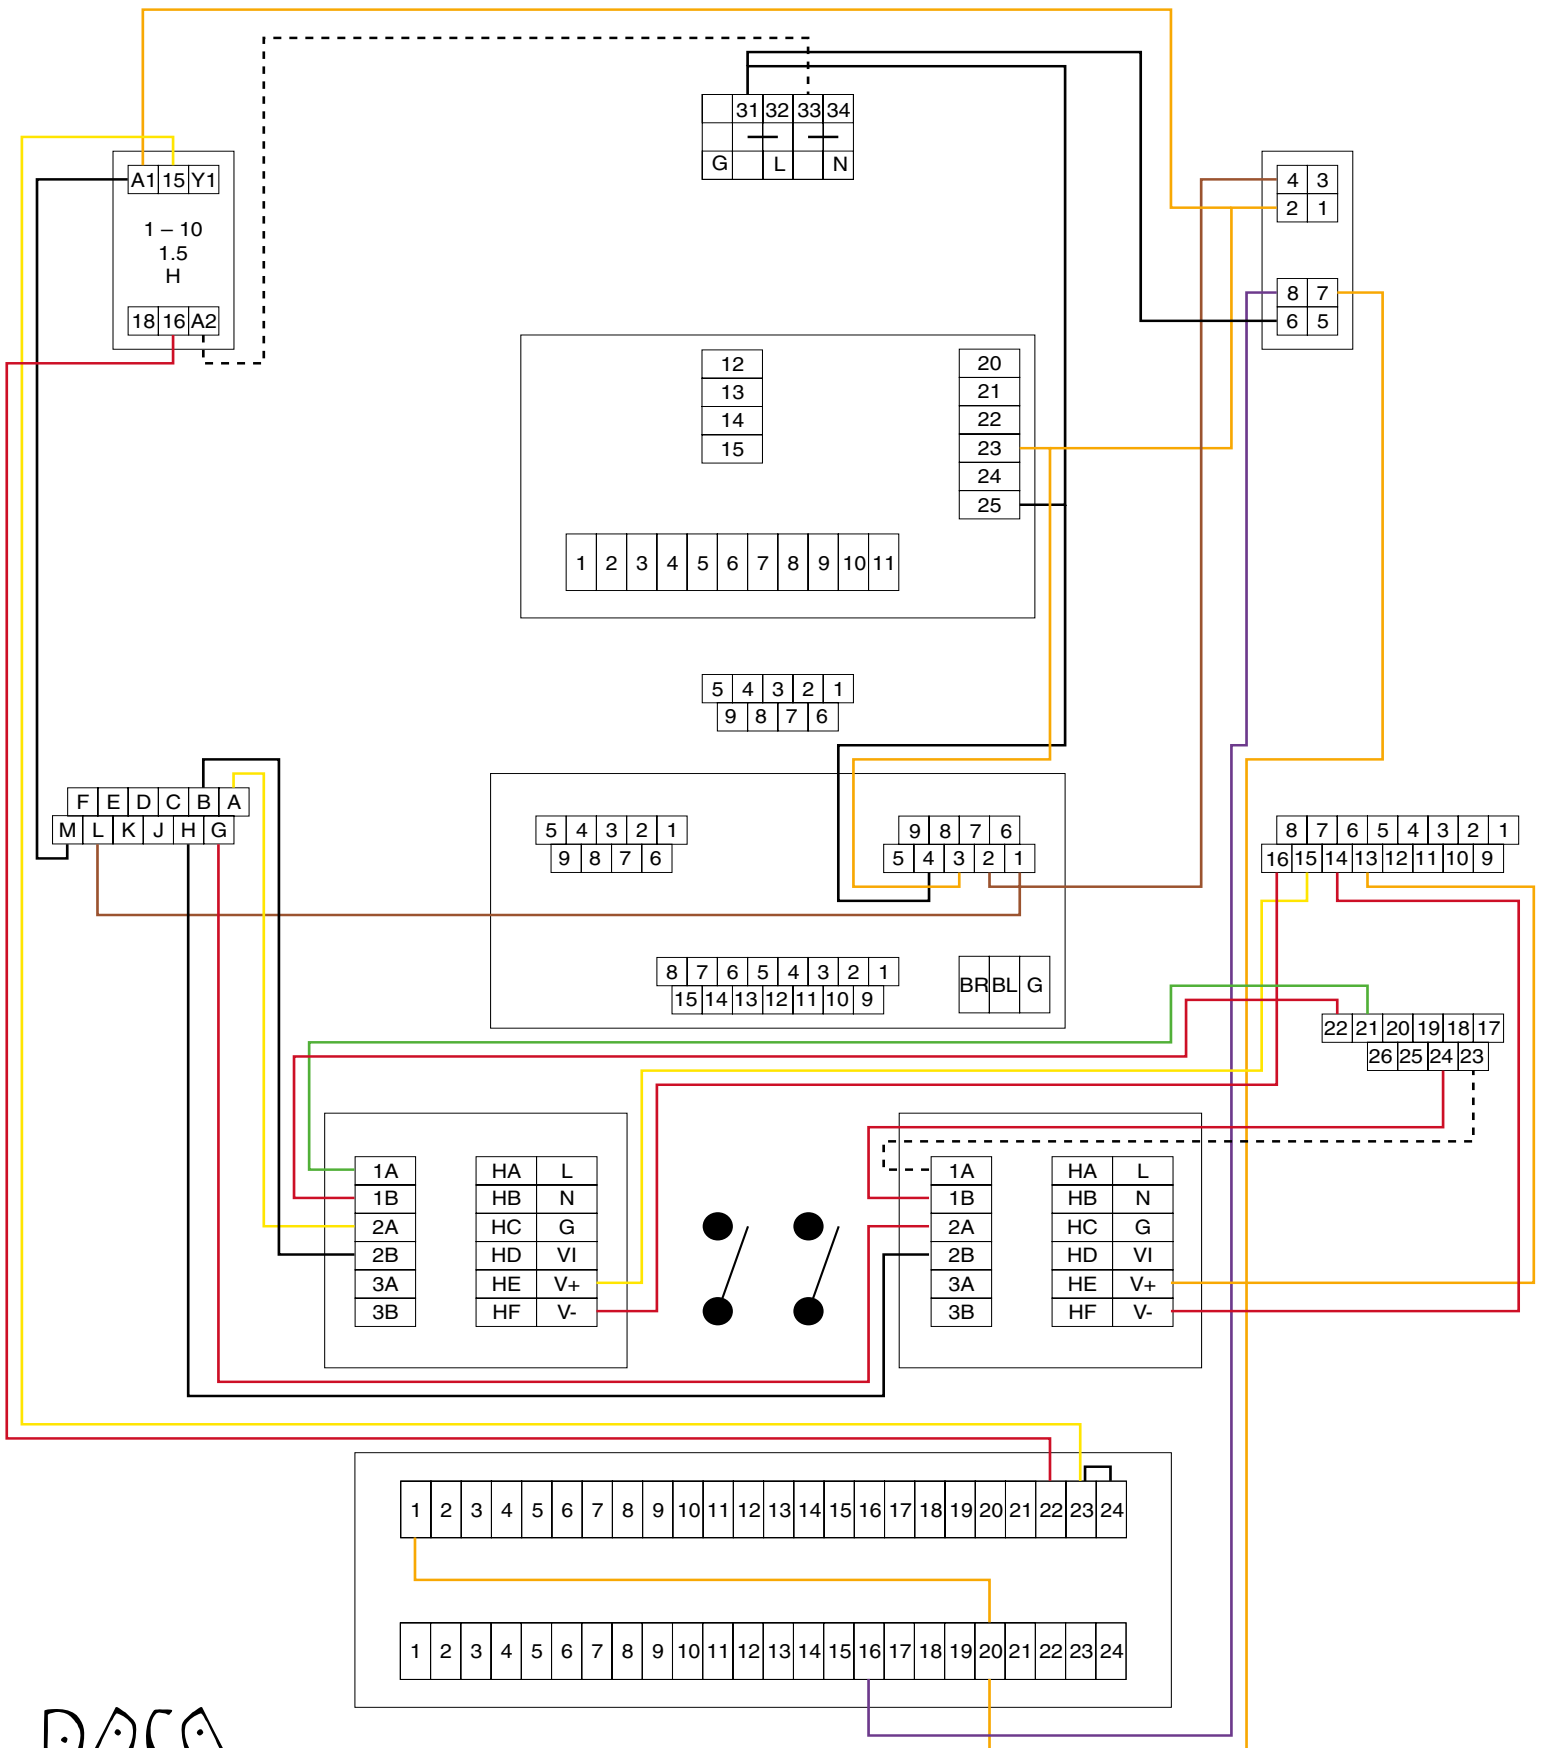 31 32 33 34
G L N
A1 15 Y1
1 – 10
1.5
H
18 16 A2
4 3
2 1
8 7
6 5
12
13
14
15
20
21
22
23
24
25
1 2 3 4 5 6 7 8 9 10 11
5 4 3 2 1
9 8 7 6
F E D C B A
M L K J H G
5 4 3 2 1
9 8 7 6
9 8 7 6
5 4 3 2 1
8 7 6 5 4 3 2 1
16 15 14 13 12 11 10 9
8 7 6 5 4 3 2 1
15 14 13 12 11 10 9
BR BL G
22 21 20 19 18 17
26 25 24 23
1A
1B
2A
2B
3A
3B
HA L
HB N
HC G
HD VI
HE V+
HF V-
1A
1B
2A
2B
3A
3B
HA L
HB N
HC G
HD VI
HE V+
HF V-
1 2 3 4 5 6 7 8 9 10 11 12 13 14 15 16 17 18 19 20 21 22 23 24
1 2 3 4 5 6 7 8 9 10 11 12 13 14 15 16 17 18 19 20 21 22 23 24